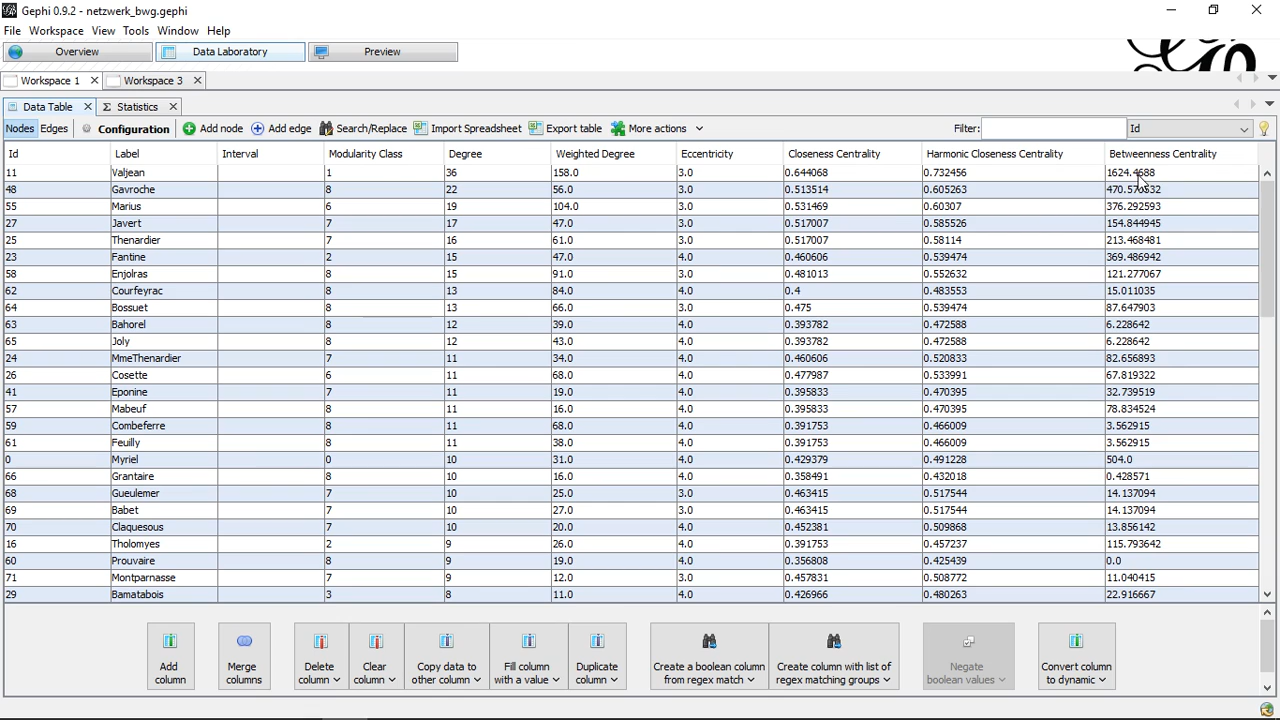 Gephi 0.9.2 - netzwerk_bwg.gephi
File Workspace View Tools Window Help
Overview Data Laboratory Preview
Workspace 1 Workspace 3
Data Table Σ Statistics
Nodes Edges Configuration Add node Add edge Search/Replace Import Spreadsheet Export table More actions Filter: Id
Id Label Interval Modularity Class Degree Weighted Degree Eccentricity Closeness Centrality Harmonic Closeness Centrality Betweenness Centrality
11 Valjean 1 36 158.0 3.0 0.644068 0.732456 1624.4688
48 Gavroche 8 22 56.0 3.0 0.513514 0.605263
55 Marius 6 19 104.0 3.0 0.531469 0.60307 376.292593
27 Javert 7 17 47.0 3.0 0.517007 0.585526 154.844945
25 Thenardier 7 16 61.0 3.0 0.517007 0.58114 213.468481
23 Fantine 2 15 47.0 3.0 0.460606 0.539474 369.486942
58 Enjolras 8 15 91.0 3.0 0.481013 0.552632 121.277067
62 Courfeyrac 8 13 84.0 4.0 0.4 0.483553 15.011035
64 Bossuet 8 13 66.0 3.0 0.475 0.539474 87.647903
63 Bahorel 8 12 39.0 4.0 0.393782 0.472588 6.228642
65 Joly 8 12 43.0 4.0 0.393782 0.472588 6.228642
24 MmeThenardier 7 11 34.0 4.0 0.460606 0.520833 82.656893
26 Cosette 6 11 68.0 4.0 0.477987 0.533991 67.819322
41 Eponine 7 11 19.0 4.0 0.395833 0.470395 32.739519
57 Mabeuf 8 11 16.0 4.0 0.395833 0.470395 78.834524
59 Combeferre 8 11 68.0 4.0 0.391753 0.466009 3.562915
61 Feuilly 8 11 38.0 4.0 0.391753 0.466009 3.562915
0 Myriel 0 10 31.0 4.0 0.429379 0.491228 504.0
66 Grantaire 8 10 16.0 4.0 0.358491 0.432018 0.428571
68 Gueulemer 7 10 25.0 3.0 0.463415 0.517544 14.137094
69 Babet 7 10 27.0 3.0 0.463415 0.517544 14.137094
70 Claquesous 7 10 20.0 4.0 0.452381 0.509868 13.856142
16 Tholomyes 2 9 26.0 4.0 0.391753 0.457237 115.793642
60 Prouvaire 8 9 19.0 4.0 0.356808 0.425439 0.0
71 Montparnasse 7 9 12.0 3.0 0.457831 0.508772 11.040415
29 Bamatabois 3 8 11.0 4.0 0.426966 0.480263 22.916667
Add column
Merge columns
Delete column
Clear column
Copy data to other column
Fill column with a value
Duplicate column
Create a boolean column from regex match
Create column with list of regex matching groups
Negate boolean values
Convert column to dynamic